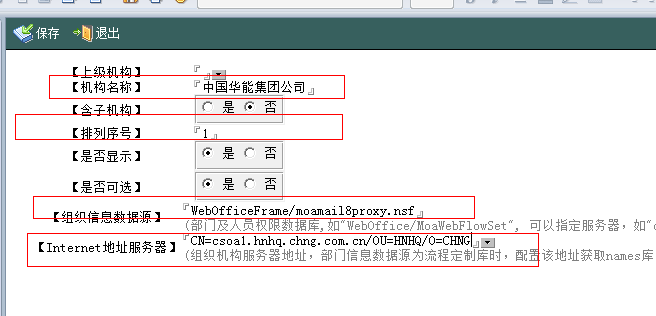 保存 退出
【上级机构】
【机构名称】 中国华能集团公司
【含子机构】 是 否
【排列序号】 1
【是否显示】 是 否
【是否可选】 是 否
【组织信息数据源】 WebOfficeFrame/moamail8proxy.nsf
(部门及人员权限数据库,如"WebOffice/MoaWebFlowSet", 可以指定服务器, 如"c
【Internet地址服务器】 CN=csoa1.hnhq.chng.com.cn/OU=HNHQ/O=CHNG
(组织机构服务器地址, 部门信息数据源为流程定制库时, 配置该地址获取names库